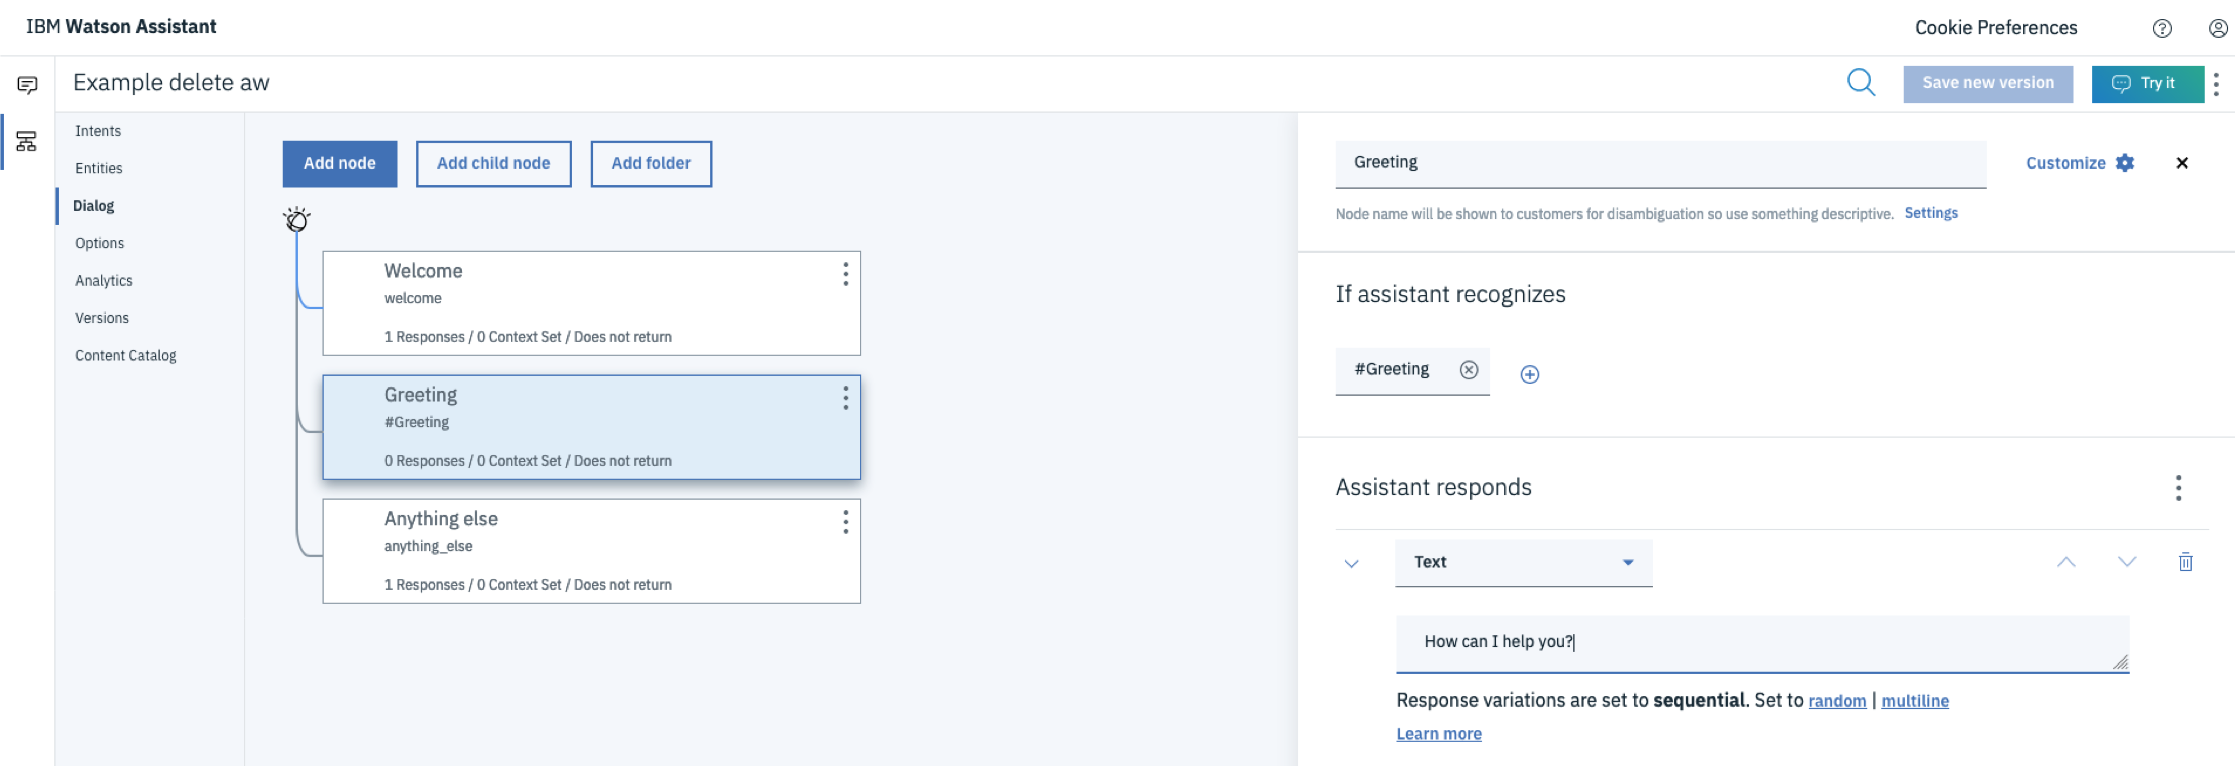 IBM Watson Assistant
Cookie Preferences
Example delete aw
Save new version
Try it
Intents
Entities
Dialog
Options
Analytics
Versions
Content Catalog
Add node
Add child node
Add folder
Welcome
welcome
1 Responses / 0 Context Set / Does not return
Greeting
#Greeting
0 Responses / 0 Context Set / Does not return
Anything else
anything_else
1 Responses / 0 Context Set / Does not return
Greeting
Customize
Node name will be shown to customers for disambiguation so use something descriptive. Settings
If assistant recognizes
#Greeting
Assistant responds
Text
How can I help you?
Response variations are set to sequential. Set to random | multiline
Learn more